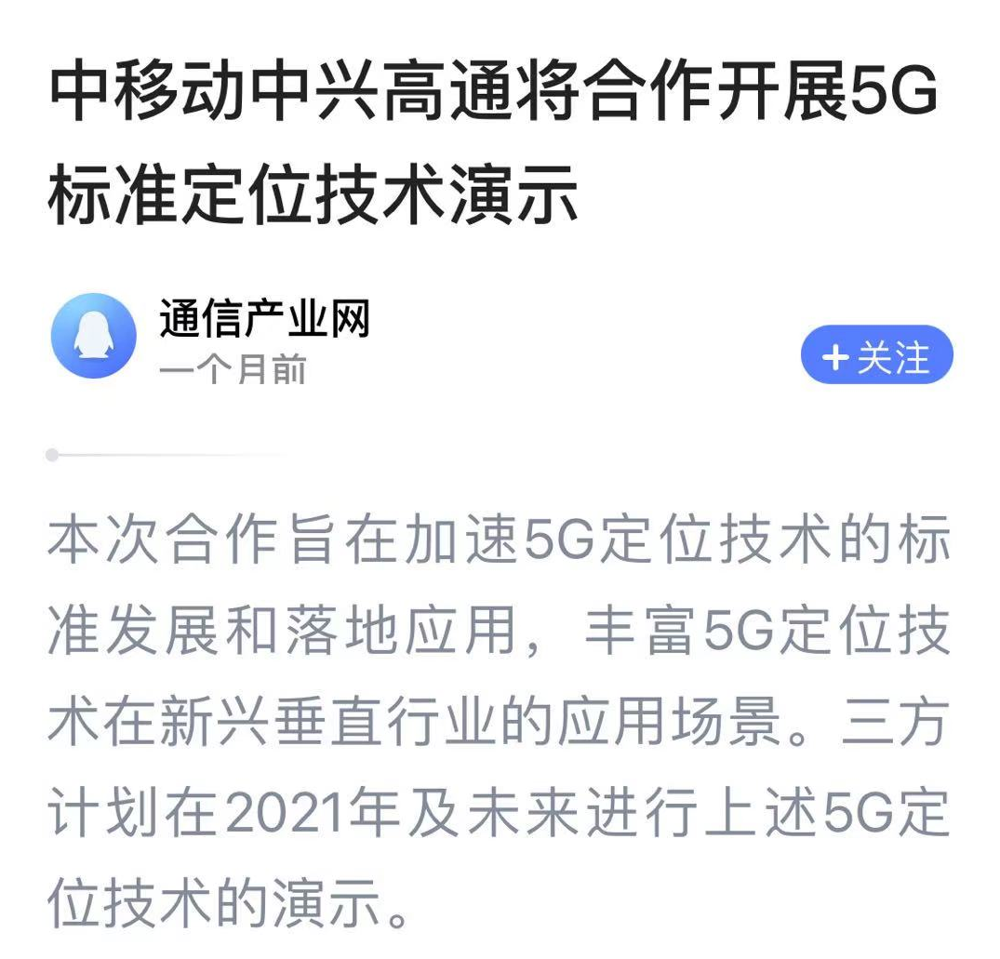 中移动中兴高通将合作开展5G
标准定位技术演示
通信产业网
一个月前
+关注
本次合作旨在加速5G定位技术的标
准发展和落地应用，丰富5G定位技
术在新兴垂直行业的应用场景。三方
计划在2021年及未来进行上述5G定
位技术的演示。